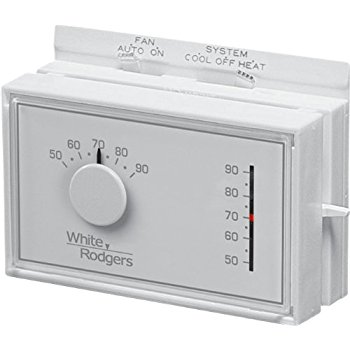 FAN
AUTO ON
SYSTEM
COOL OFF HEAT
50 60 70 80 90
90
80
70
60
50
White
Rodgers